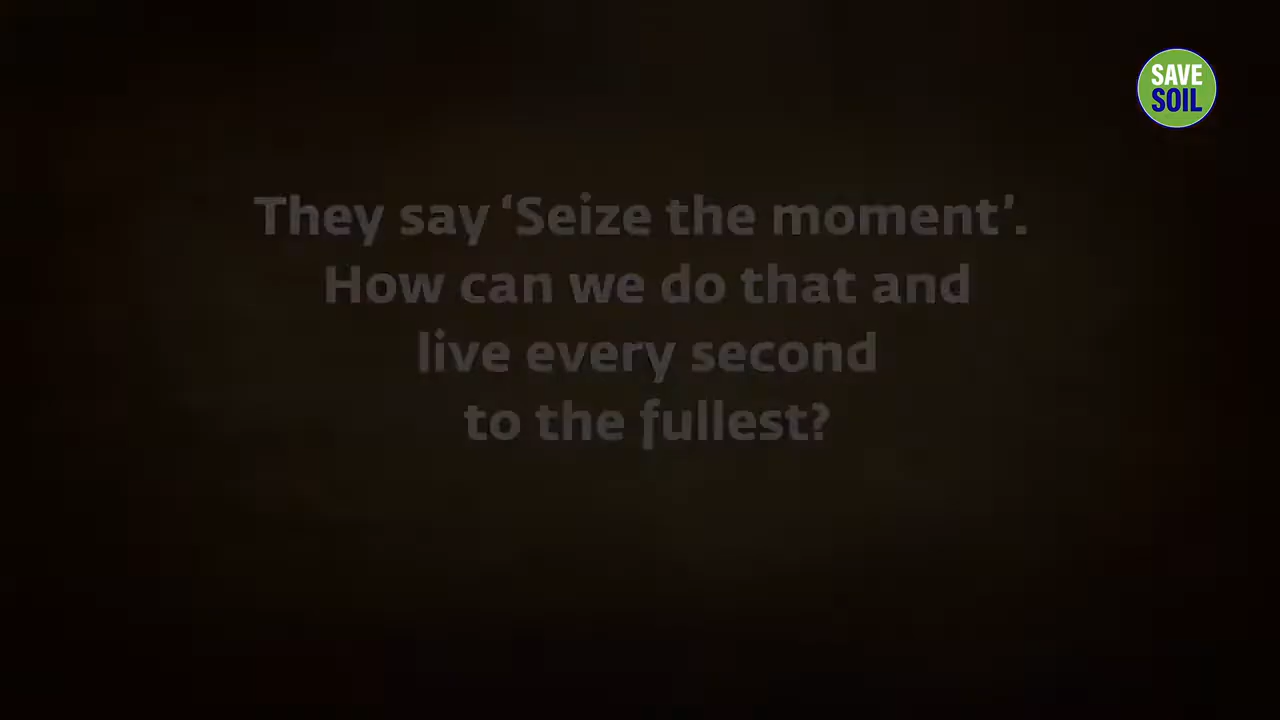 SAVE
SOIL
They say ‘Seize the moment’.
How can we do that and
live every second
to the fullest?